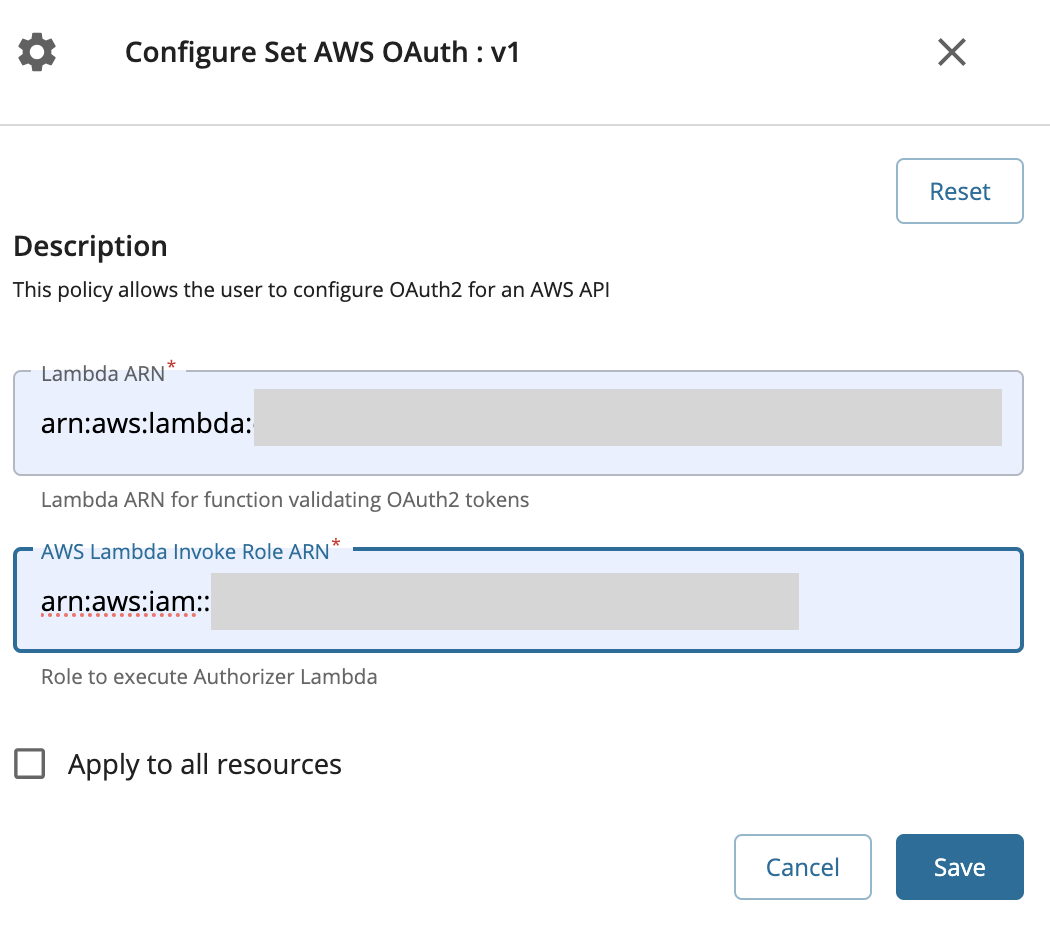 Configure Set AWS OAuth : v1
Reset
Description
This policy allows the user to configure OAuth2 for an AWS API
Lambda ARN*
arn:aws:lambda:
Lambda ARN for function validating OAuth2 tokens
AWS Lambda Invoke Role ARN*
arn:aws:iam::
Role to execute Authorizer Lambda
Apply to all resources
Cancel
Save